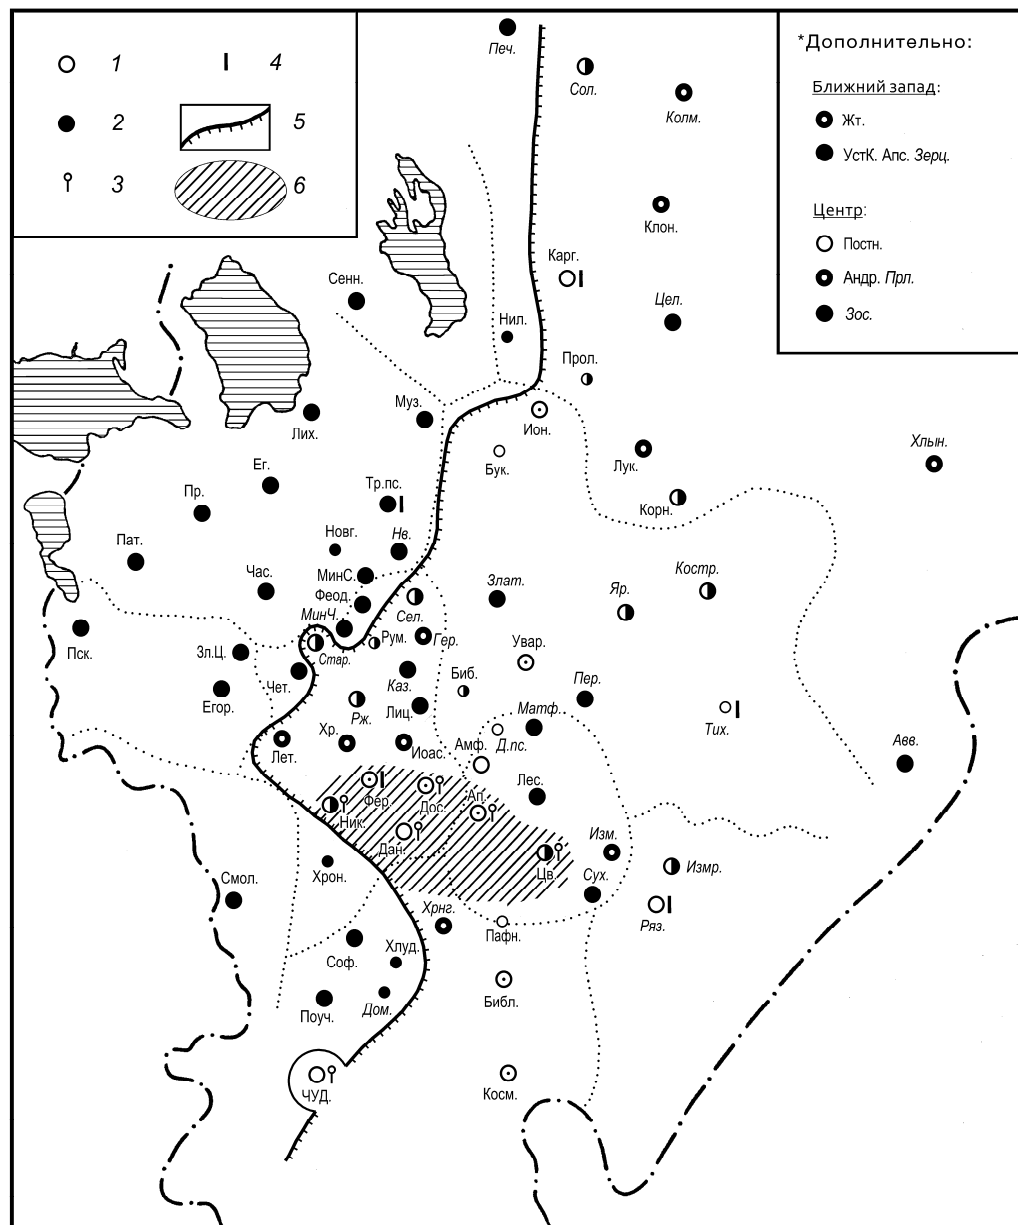 1
2
3
4
5
6
*Дополнительно:
Ближний запад:
Жт.
УстК. Апс. Зерц.
Центр:
Постн.
Андр. Прл.
Зос.
Печ.
Сол.
Колм.
Клон.
Карг.
Сенн.
Цел.
Нил.
Прол.
Муз.
Лих.
Ион.
Хлын.
Бук.
Лук.
Ег.
Тр.пс.
Пр.
Корн.
Новг.
Нв.
Пат.
МинС.
Час.
Феод.
Злат.
Костр.
Яр.
МинЧ.
Сел.
Пск.
Зл.Ц.
Стар.
Рум.
Гер.
Увар.
Чет.
Каз.
Биб.
Пер.
Егор.
Рж.
Лиц.
Матф.
Тих.
Хр.
Д.пс.
Лет.
Иоас.
Амф.
Авв.
Лес.
Фер.
Дос.
Ап.
Ник.
Дан.
Изм.
Хрон.
Цв.
Сух.
Измр.
Смол.
Хрнг.
Ряз.
Пафн.
Соф.
Хлуд.
Библ.
Поуч.
Дом.
ЧУД.
Косм.